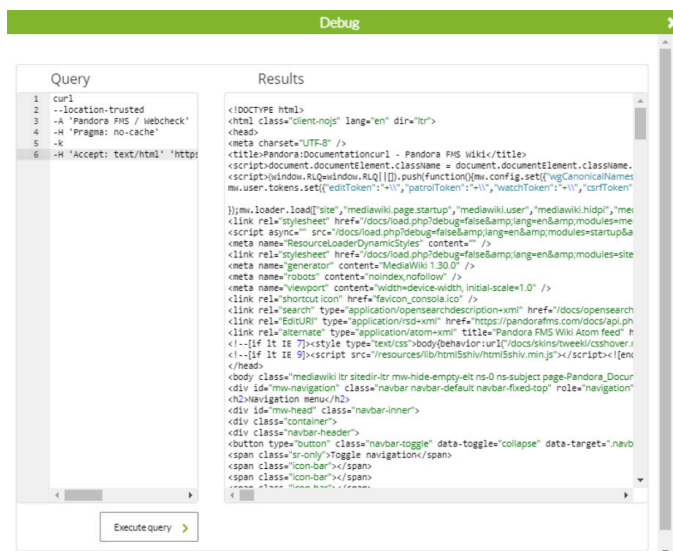 Debug
Query
Results
1 curl
2 --location-trusted
3 -A 'Pandora FMS / Webcheck'
4 -H 'Pragma: no-cache'
5 -k
6 -H 'Accept: text/html' 'https
<!DOCTYPE html>
<html class="client-nojs" lang="en" dir="ltr">
<head>
<meta charset="UTF-8" />
<title>Pandora:Documentationcurl - Pandora FMS Wiki</title>
<script>document.documentElement.className = document.documentElement.className.
<script>(window.RLQ=window.RLQ||[]).push(function(){mw.config.set({"wgCanonicalNames
mw.user.tokens.set({"editToken":"+\\","patrolToken":"+\\","watchToken":"+\\","csrfToken"
});mw.loader.load(["site","mediawiki.page.startup","mediawiki.user","mediawiki.hidpi","me
<link rel="stylesheet" href="/docs/load.php?debug=false&amp;lang=en&amp;modules=
<script async="" src="/docs/load.php?debug=false&amp;lang=en&amp;modules=startup&a
<meta name="ResourceLoaderDynamicStyles" content="" />
<link rel="stylesheet" href="/docs/load.php?debug=false&amp;lang=en&amp;modules=site
<meta name="generator" content="MediaWiki 1.30.0" />
<meta name="robots" content="noindex,nofollow" />
<meta name="viewport" content="width=device-width, initial-scale=1.0" />
<link rel="shortcut icon" href="favicon_consola.ico" />
<link rel="search" type="application/opensearchdescription+xml" href="/docs/opensearch
<link rel="EditURI" type="application/rsd+xml" href="https://pandorafms.com/docs/api.ph
<link rel="alternate" type="application/atom+xml" title="Pandora FMS Wiki Atom feed" h
<!--[if lt IE 7]><style type="text/css">body{behavior:url("/docs/skins/tweeki/csshover.
<!--[if lt IE 9]><script src="/resources/lib/html5shiv/html5shiv.min.js"></script><![end
</head>
<body class="mediawiki ltr sitedir-ltr mw-hide-empty-elt ns-0 ns-subject page-Pandora_Docur
<div id="mw-navigation" class="navbar navbar-default navbar-fixed-top" role="navigation"
<h2>Navigation menu</h2>
<div id="mw-head" class="navbar-inner">
<div class="container">
<div class="navbar-header">
<button type="button" class="navbar-toggle" data-toggle="collapse" data-target=".navb
<span class="sr-only">Toggle navigation</span>
<span class="icon-bar"></span>
<span class="icon-bar"></span>
<span class="icon-bar"></span>
Execute query